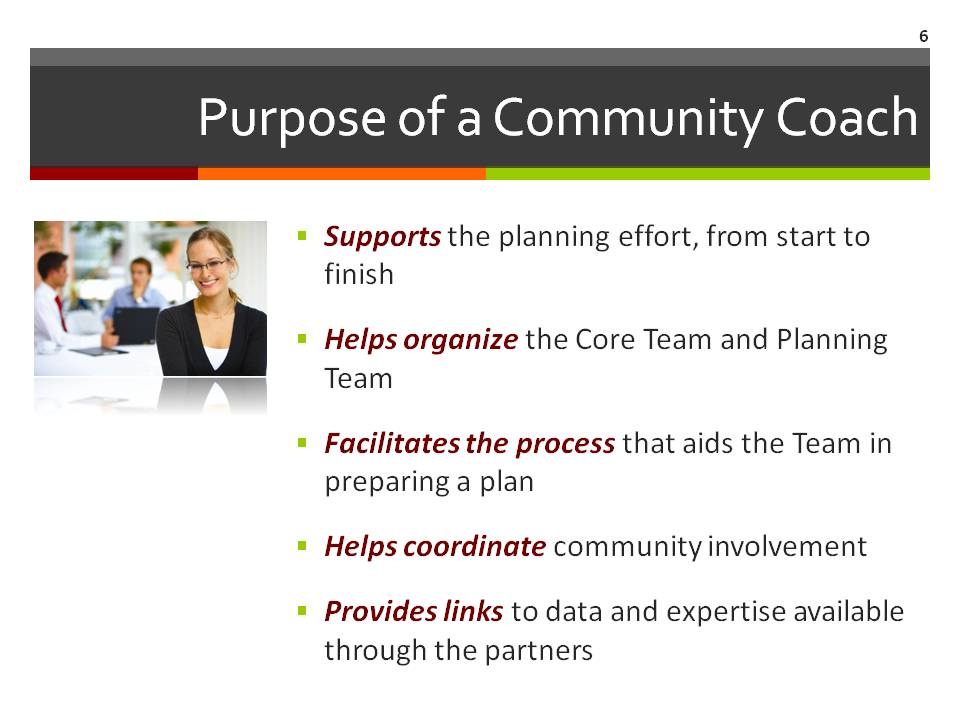 6
Purpose of a Community Coach
▪ Supports the planning effort, from start to
finish
▪ Helps organize the Core Team and Planning
Team
▪ Facilitates the process that aids the Team in
preparing a plan
▪ Helps coordinate community involvement
▪ Provides links to data and expertise available
through the partners